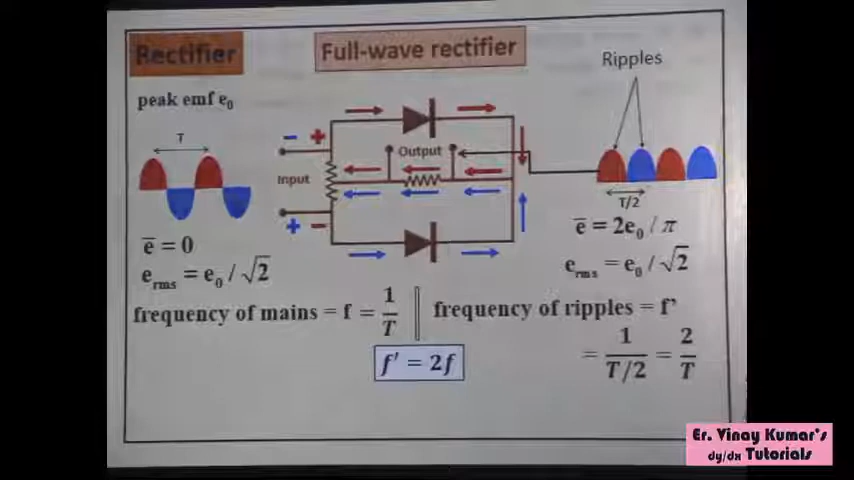 Rectifier
Full-wave rectifier
Ripples
peak emf e₀
T
− +
Output
Input
+ −
T/2
e̅ = 0
e̅ = 2e₀ / π
eᵣₘₛ = e₀ / √2
eᵣₘₛ = e₀ / √2
frequency of mains = f = 1/T
frequency of ripples = f'
= 1/(T/2) = 2/T
f' = 2f
Er. Vinay Kumar's
dy/dx Tutorials